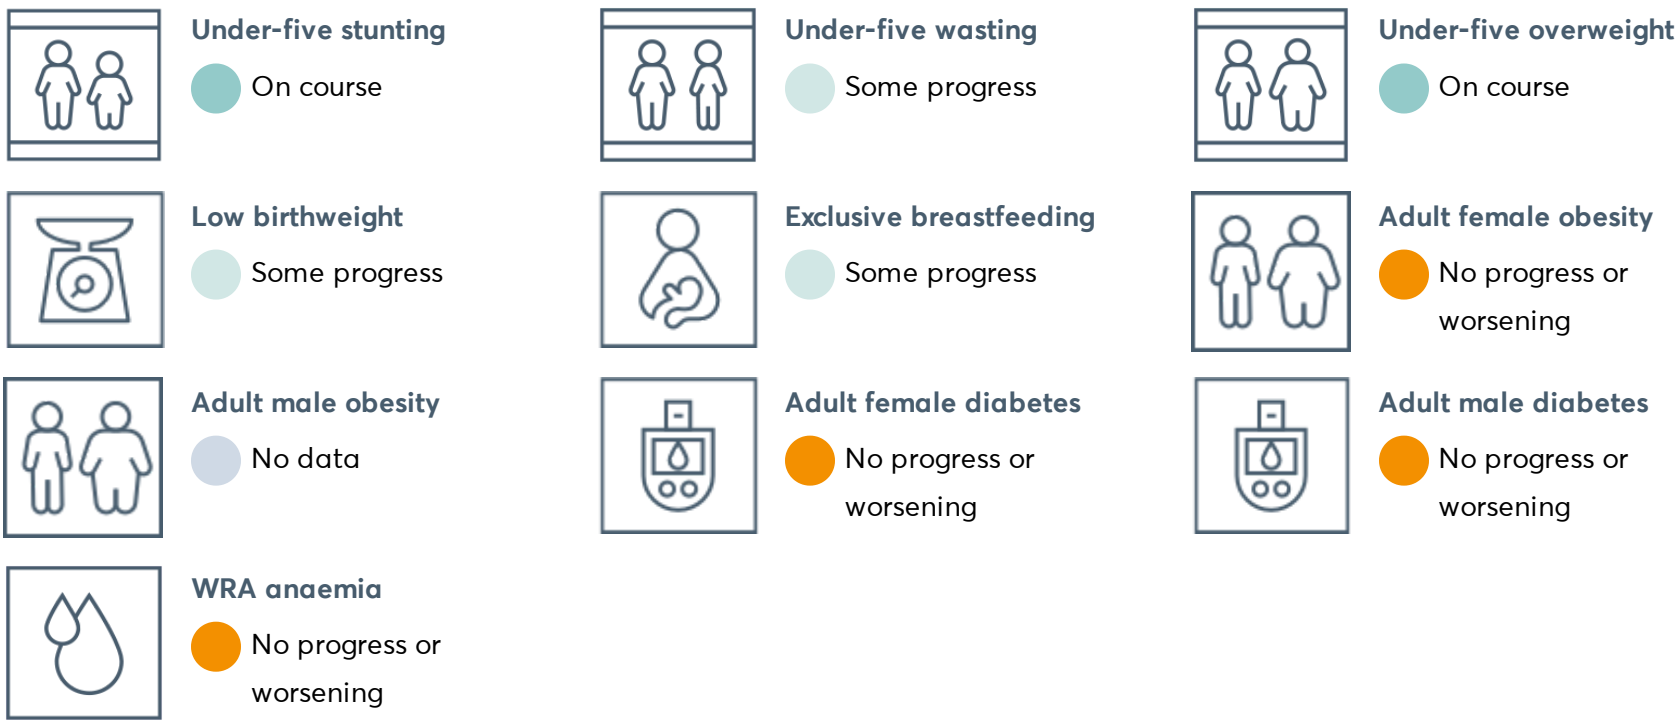 Under-five stunting
On course
Under-five wasting
Some progress
Under-five overweight
On course
Low birthweight
Some progress
Exclusive breastfeeding
Some progress
Adult female obesity
No progress or
worsening
Adult male obesity
No data
Adult female diabetes
No progress or
worsening
Adult male diabetes
No progress or
worsening
WRA anaemia
No progress or
worsening